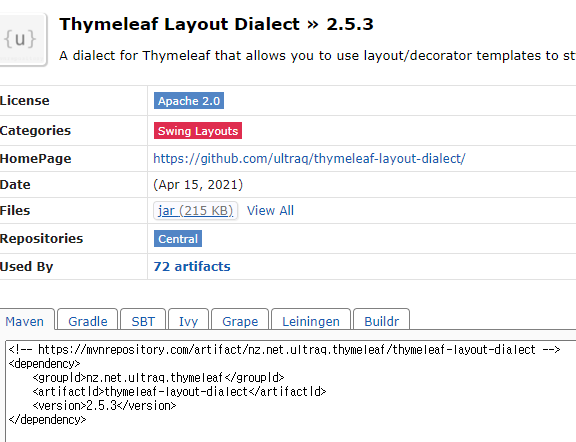 {u}
Thymeleaf Layout Dialect » 2.5.3
A dialect for Thymeleaf that allows you to use layout/decorator templates to st
License Apache 2.0
Categories Swing Layouts
HomePage https://github.com/ultraq/thymeleaf-layout-dialect/
Date (Apr 15, 2021)
Files jar (215 KB) View All
Repositories Central
Used By 72 artifacts
Maven Gradle SBT Ivy Grape Leiningen Buildr
<!-- https://mvnrepository.com/artifact/nz.net.ultraq.thymeleaf/thymeleaf-layout-dialect -->
<dependency>
    <groupId>nz.net.ultraq.thymeleaf</groupId>
    <artifactId>thymeleaf-layout-dialect</artifactId>
    <version>2.5.3</version>
</dependency>